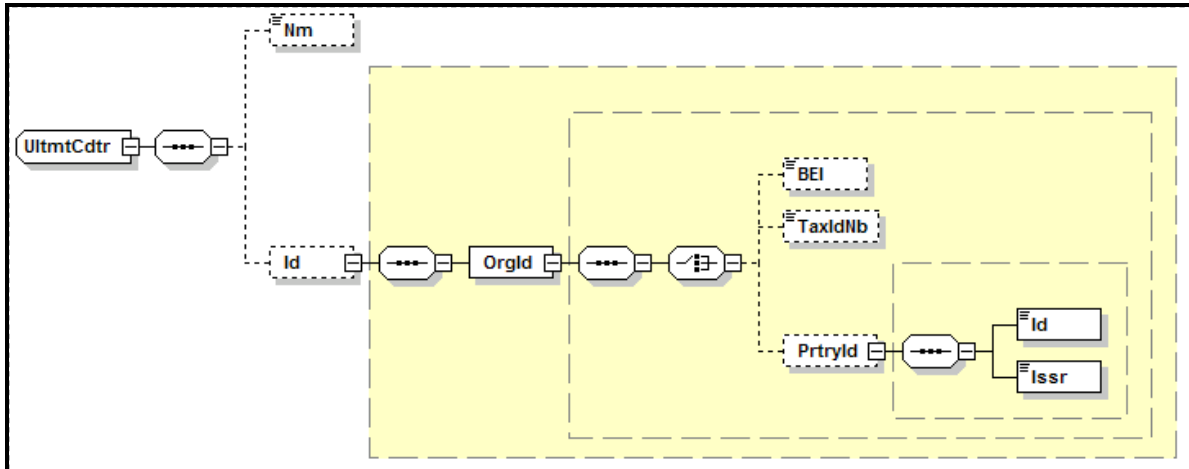 Nm
UltmtCdtr
BEI
TaxIdNb
Id
OrgId
Id
PrtryId
Issr